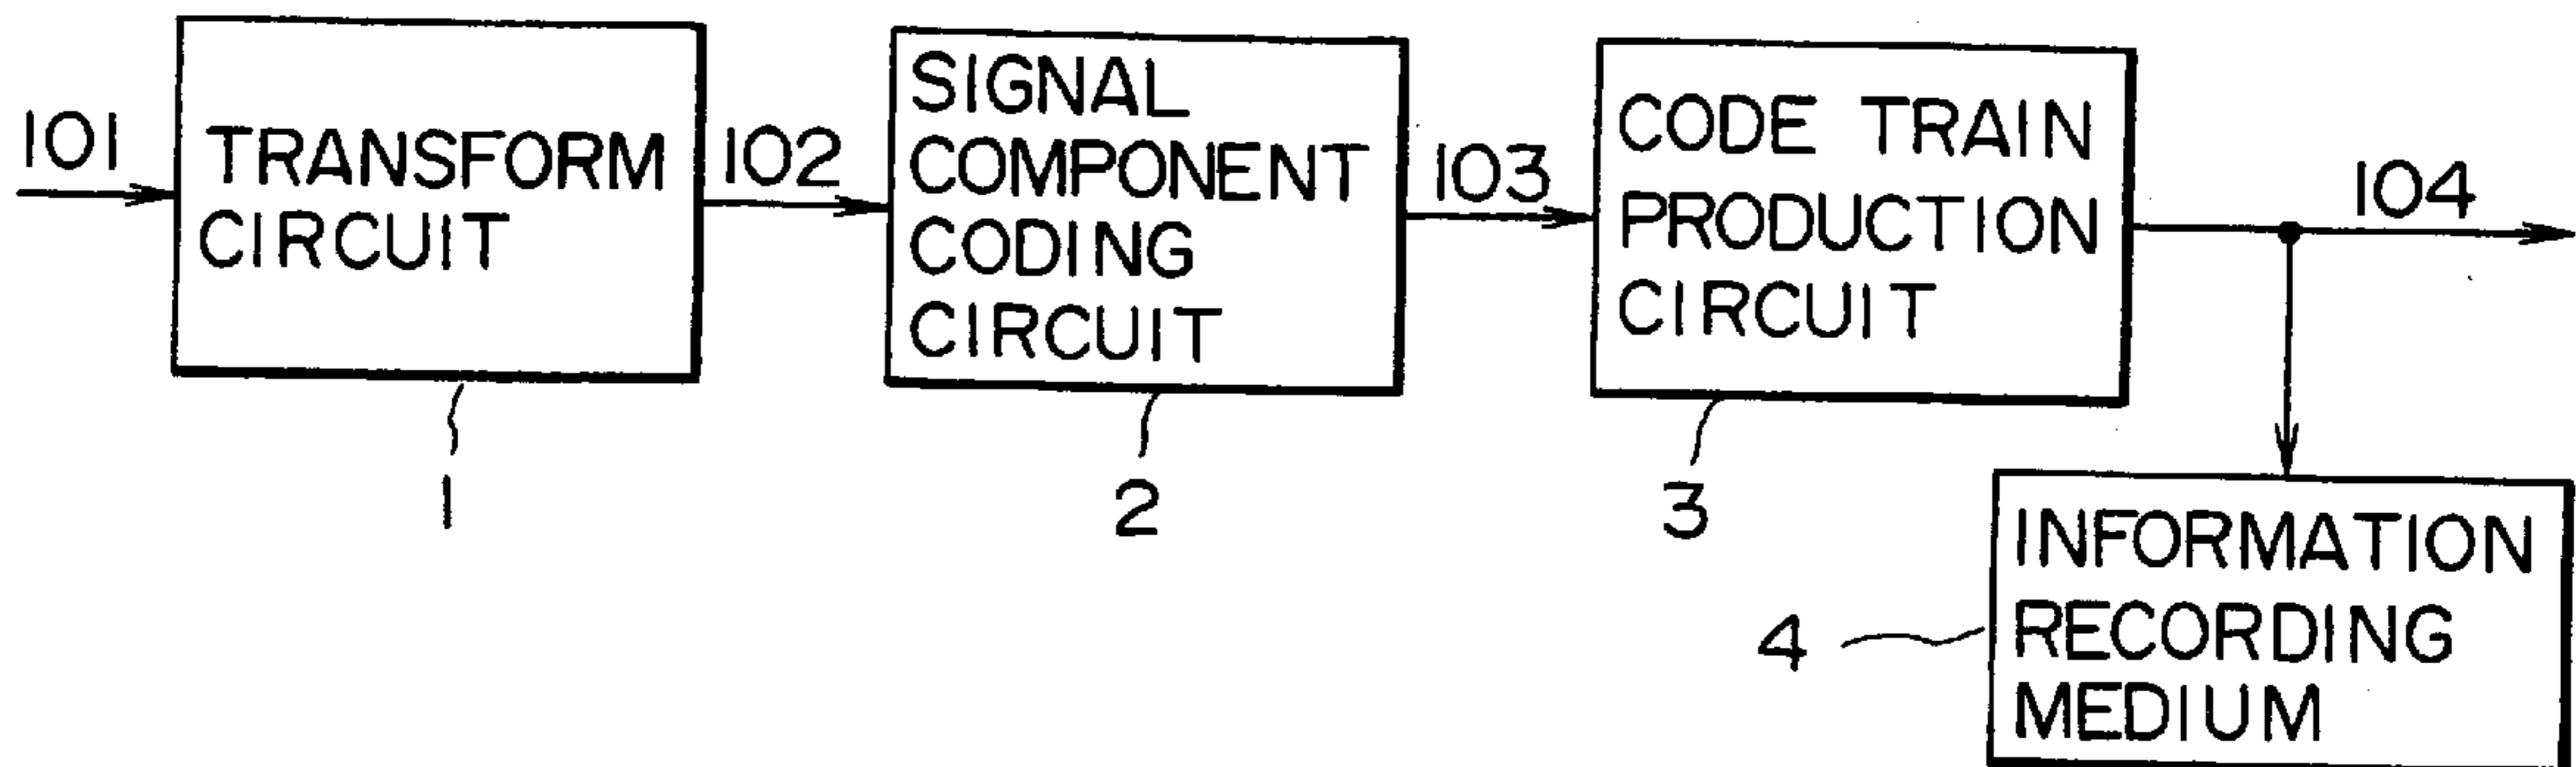 101
TRANSFORM
CIRCUIT
1
102
SIGNAL
COMPONENT
CODING
CIRCUIT
2
103
CODE TRAIN
PRODUCTION
CIRCUIT
3
104
INFORMATION
RECORDING
MEDIUM
4